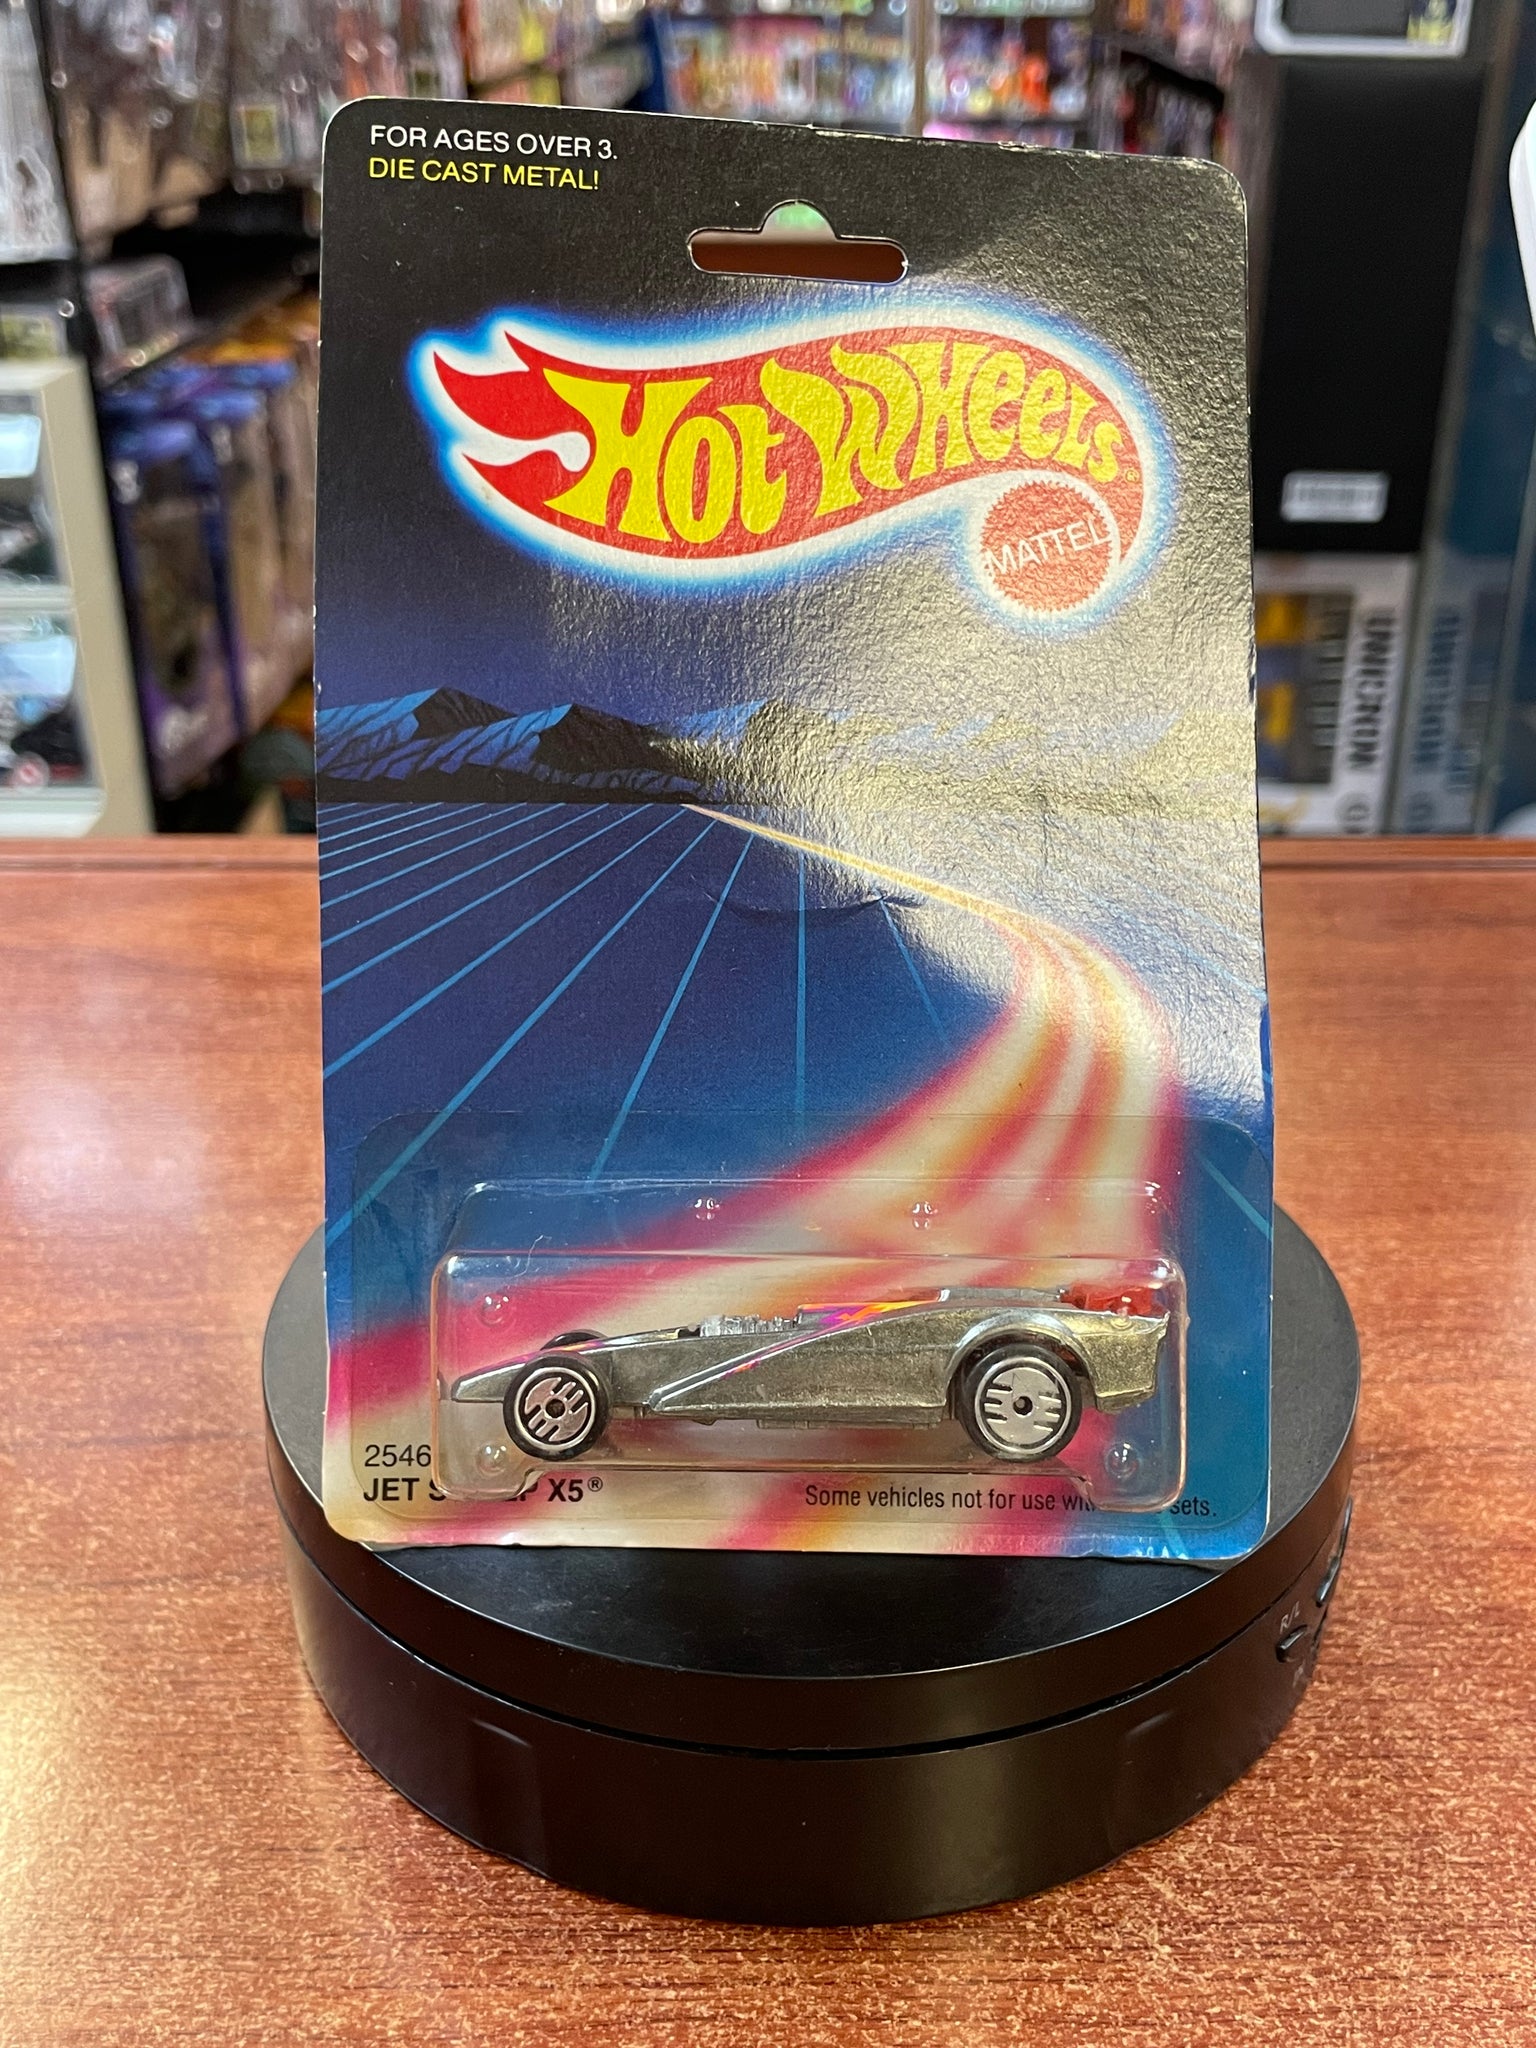 FOR AGES OVER 3.
DIE CAST METAL!
HOT WHEELS®
MATTEL
2546
JET X5®
Some vehicles not for use sets.
R/L
UNICRON